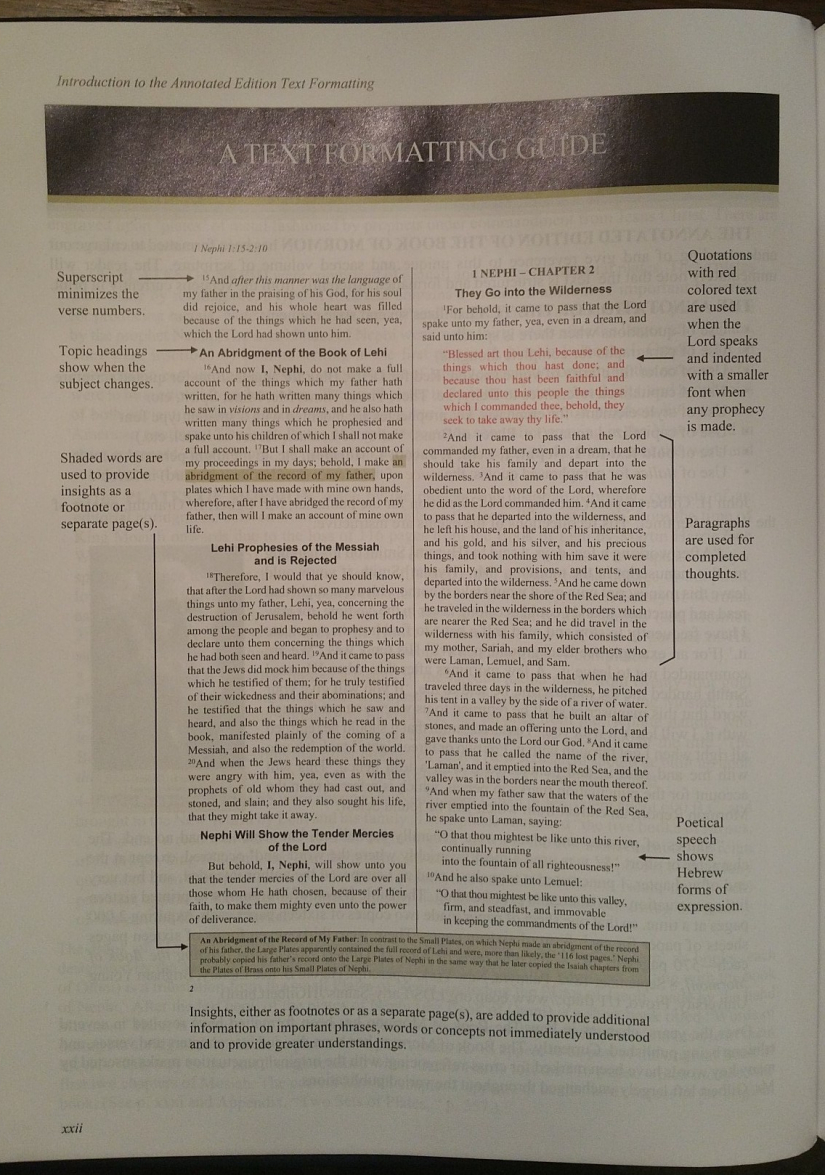 Introduction to the Annotated Edition Text Formatting
A TEXT FORMATTING GUIDE
Superscript
minimizes the
verse numbers.
Topic headings
show when the
subject changes.
Shaded words are
used to provide
insights as a
footnote or
separate page(s).
1 Nephi 1:15-2:10
15And after this manner was the language of
my father in the praising of his God, for his soul
did rejoice, and his whole heart was filled
because of the things which he had seen, yea,
which the Lord had shown unto him.
An Abridgment of the Book of Lehi
16And now I, Nephi, do not make a full
account of the things which my father hath
written, for he hath written many things which
he saw in visions and in dreams, and he also hath
written many things which he prophesied and
spake unto his children of which I shall not make
a full account. 17But I shall make an account of
my proceedings in my days; behold, I make an
abridgment of the record of my father, upon
plates which I have made with mine own hands,
wherefore, after I have abridged the record of my
father, then will I make an account of mine own
life.
Lehi Prophesies of the Messiah
and is Rejected
18Therefore, I would that ye should know,
that after the Lord had shown so many marvelous
things unto my father, Lehi, yea, concerning the
destruction of Jerusalem, behold he went forth
among the people and began to prophesy and to
declare unto them concerning the things which
he had both seen and heard. 19And it came to pass
that the Jews did mock him because of the things
which he testified of them; for he truly testified
of their wickedness and their abominations; and
he testified that the things which he saw and
heard, and also the things which he read in the
book, manifested plainly of the coming of a
Messiah, and also the redemption of the world.
20And when the Jews heard these things they
were angry with him, yea, even as with the
prophets of old whom they had cast out, and
stoned, and slain; and they also sought his life,
that they might take it away.
Nephi Will Show the Tender Mercies
of the Lord
But behold, I, Nephi, will show unto you
that the tender mercies of the Lord are over all
those whom He hath chosen, because of their
faith, to make them mighty even unto the power
of deliverance.
1 NEPHI – CHAPTER 2
They Go into the Wilderness
1For behold, it came to pass that the Lord
spake unto my father, yea, even in a dream, and
said unto him:
"Blessed art thou Lehi, because of the
things which thou hast done; and
because thou hast been faithful and
declared unto this people the things
which I commanded thee, behold, they
seek to take away thy life."
2And it came to pass that the Lord
commanded my father, even in a dream, that he
should take his family and depart into the
wilderness. 3And it came to pass that he was
obedient unto the word of the Lord, wherefore
he did as the Lord commanded him. 4And it came
to pass that he departed into the wilderness, and
he left his house, and the land of his inheritance,
and his gold, and his silver, and his precious
things, and took nothing with him save it were
his family, and provisions, and tents, and
departed into the wilderness. 5And he came down
by the borders near the shore of the Red Sea; and
he traveled in the wilderness in the borders which
are nearer the Red Sea; and he did travel in the
wilderness with his family, which consisted of
my mother, Sariah, and my elder brothers who
were Laman, Lemuel, and Sam.
6And it came to pass that when he had
traveled three days in the wilderness, he pitched
his tent in a valley by the side of a river of water.
7And it came to pass that he built an altar of
stones, and made an offering unto the Lord, and
gave thanks unto the Lord our God. 8And it came
to pass that he called the name of the river,
'Laman', and it emptied into the Red Sea, and the
valley was in the borders near the mouth thereof.
9And when my father saw that the waters of the
river emptied into the fountain of the Red Sea,
he spake unto Laman, saying:
"O that thou mightest be like unto this river,
continually running
into the fountain of all righteousness!"
10And he also spake unto Lemuel:
"O that thou mightest be like unto this valley,
firm, and steadfast, and immovable
in keeping the commandments of the Lord!"
Quotations
with red
colored text
are used
when the
Lord speaks
and indented
with a smaller
font when
any prophecy
is made.
Paragraphs
are used for
completed
thoughts.
Poetical
speech
shows
Hebrew
forms of
expression.
An Abridgment of the Record of My Father: In contrast to the Small Plates, on which Nephi made an abridgment of the record
of his father, the Large Plates apparently contained the full record of Lehi and were, more than likely, the '116 lost pages.' Nephi
probably copied his father's record onto the Large Plates of Nephi in the same way that he later copied the Isaiah chapters from
the Plates of Brass onto his Small Plates of Nephi.
2
Insights, either as footnotes or as a separate page(s), are added to provide additional
information on important phrases, words or concepts not immediately understood
and to provide greater understandings.
xxii